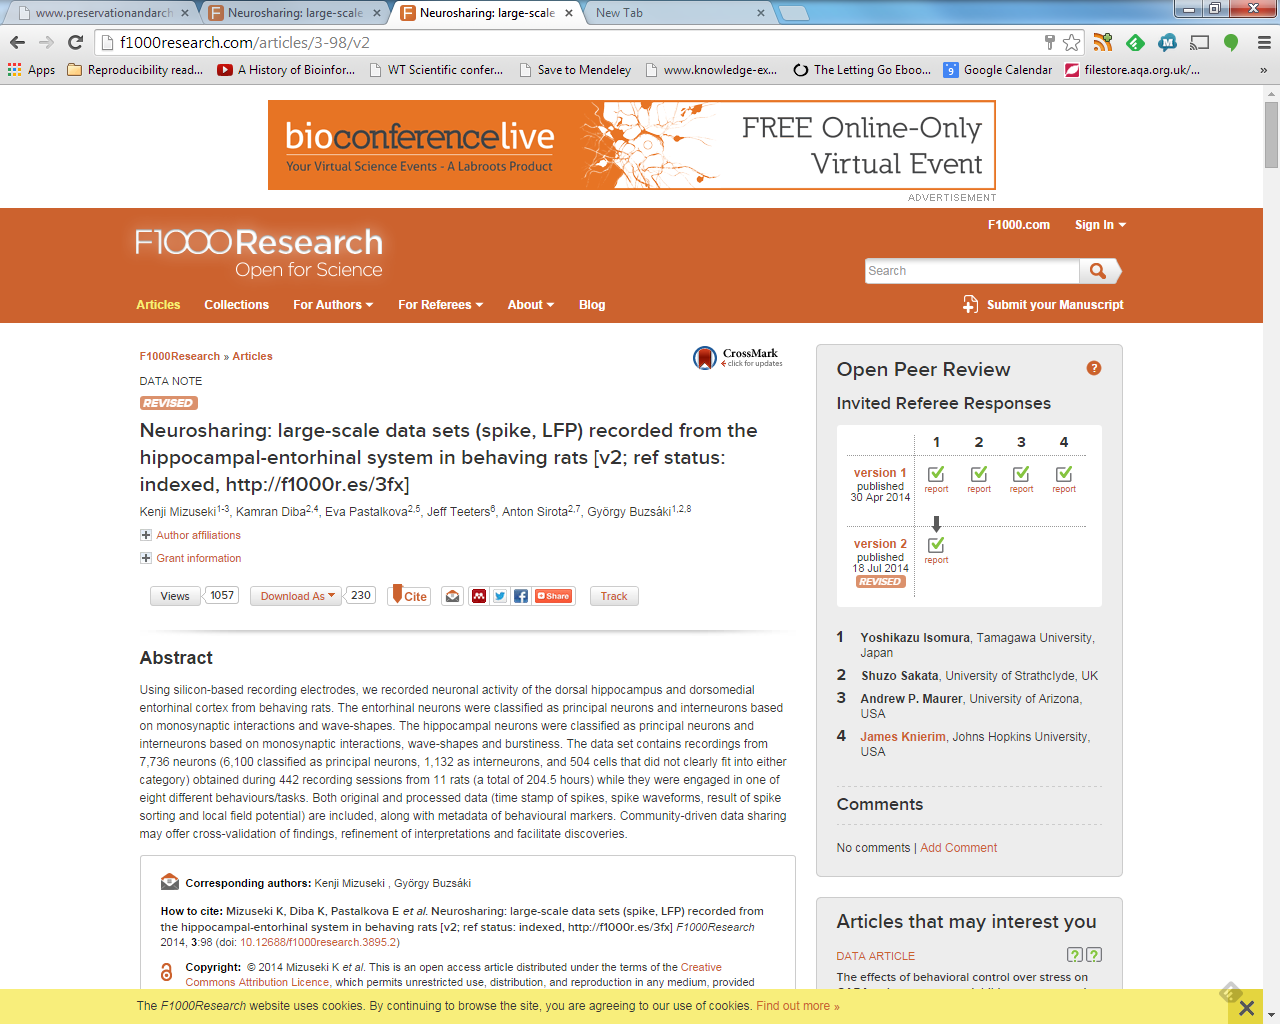 www.preservationandarch
Neurosharing: large-scale
Neurosharing: large-scale
New Tab
f1000research.com/articles/3-98/v2
Apps
Reproducibility read...
A History of Bioinfor...
WT Scientific confer...
Save to Mendeley
www.knowledge-ex...
The Letting Go Eboo...
9
Google Calendar
filestore.aqa.org.uk/...
»
bioconferencelive
Your Virtual Science Events - A Labroots Product
FREE Online-Only
Virtual Event
ADVERTISEMENT
F1000Research
Open for Science
F1000.com
Sign In
Search
Articles
Collections
For Authors
For Referees
About
Blog
Submit your Manuscript
F1000Research » Articles
CrossMark
click for updates
DATA NOTE
REVISED
Neurosharing: large-scale data sets (spike, LFP) recorded from the
hippocampal-entorhinal system in behaving rats [v2; ref status:
indexed, http://f1000r.es/3fx]
Kenji Mizuseki1-3, Kamran Diba2,4, Eva Pastalkova2,5, Jeff Teeters6, Anton Sirota2,7, György Buzsáki1,2,8
Author affiliations
Grant information
Views
1057
Download As
230
Cite
Share
Track
Abstract
Using silicon-based recording electrodes, we recorded neuronal activity of the dorsal hippocampus and dorsomedial
entorhinal cortex from behaving rats. The entorhinal neurons were classified as principal neurons and interneurons based
on monosynaptic interactions and wave-shapes. The hippocampal neurons were classified as principal neurons and
interneurons based on monosynaptic interactions, wave-shapes and burstiness. The data set contains recordings from
7,736 neurons (6,100 classified as principal neurons, 1,132 as interneurons, and 504 cells that did not clearly fit into either
category) obtained during 442 recording sessions from 11 rats (a total of 204.5 hours) while they were engaged in one of
eight different behaviours/tasks. Both original and processed data (time stamp of spikes, spike waveforms, result of spike
sorting and local field potential) are included, along with metadata of behavioural markers. Community-driven data sharing
may offer cross-validation of findings, refinement of interpretations and facilitate discoveries.
Corresponding authors: Kenji Mizuseki , György Buzsáki
How to cite: Mizuseki K, Diba K, Pastalkova E et al. Neurosharing: large-scale data sets (spike, LFP) recorded from the
hippocampal-entorhinal system in behaving rats [v2; ref status: indexed, http://f1000r.es/3fx] F1000Research
2014, 3:98 (doi: 10.12688/f1000research.3895.2)
Copyright: © 2014 Mizuseki K et al. This is an open access article distributed under the terms of the Creative
Commons Attribution Licence, which permits unrestricted use, distribution, and reproduction in any medium, provided
Open Peer Review
?
Invited Referee Responses
1 2 3 4
version 1
published
30 Apr 2014
report report report report
version 2
published
18 Jul 2014
REVISED
report
1 Yoshikazu Isomura, Tamagawa University,
Japan
2 Shuzo Sakata, University of Strathclyde, UK
3 Andrew P. Maurer, University of Arizona,
USA
4 James Knierim, Johns Hopkins University,
USA
Comments
No comments | Add Comment
Articles that may interest you
DATA ARTICLE
? ?
The effects of behavioral control over stress on
The F1000Research website uses cookies. By continuing to browse the site, you are agreeing to our use of cookies. Find out more »